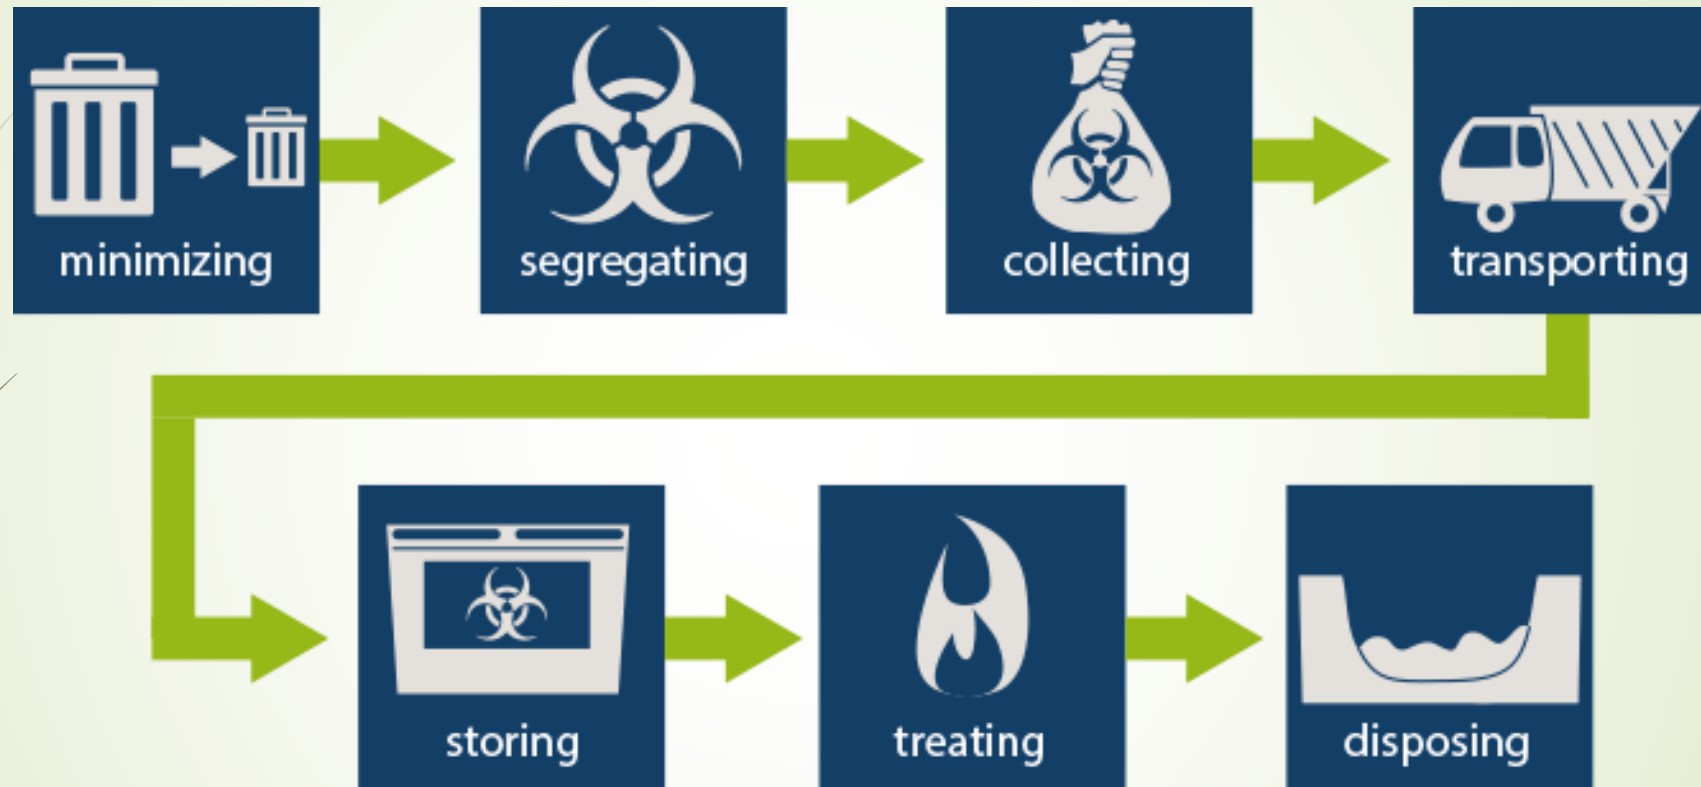 minimizing
segregating
collecting
transporting
storing
treating
disposing